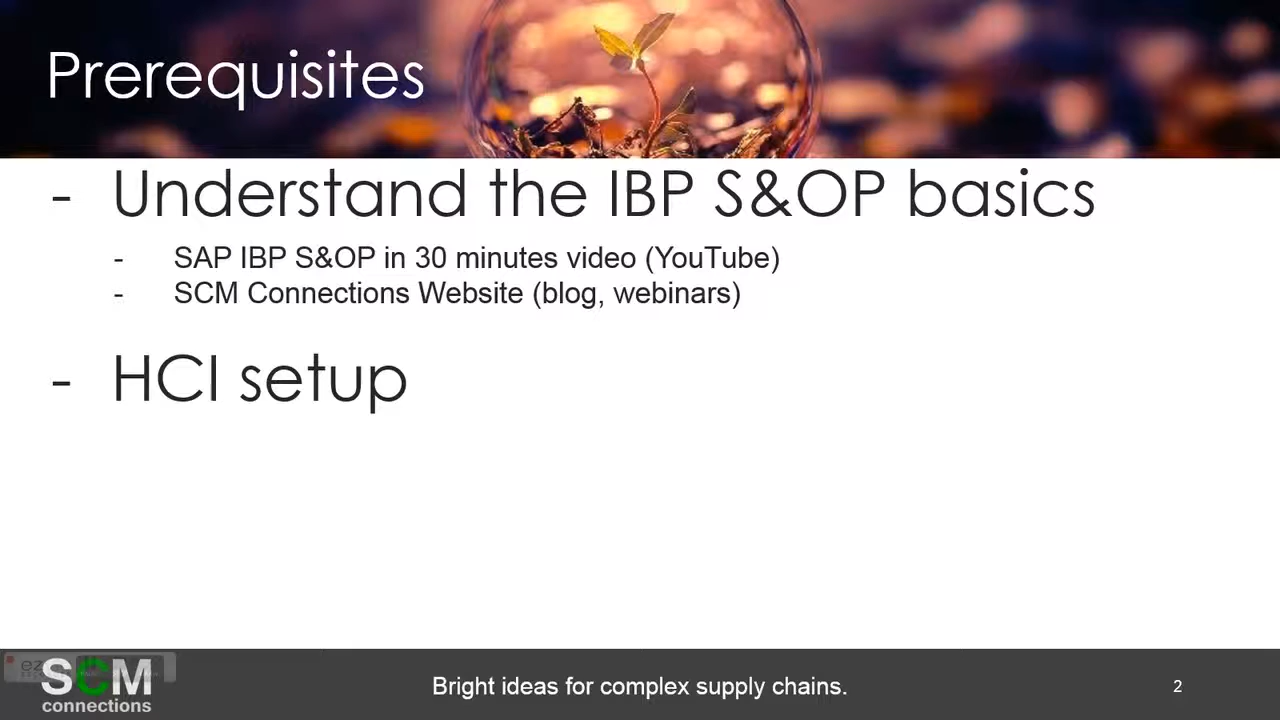 Prerequisites
- Understand the IBP S&OP basics
- SAP IBP S&OP in 30 minutes video (YouTube)
- SCM Connections Website (blog, webinars)
- HCI setup
SCM
connections
Bright ideas for complex supply chains.
2